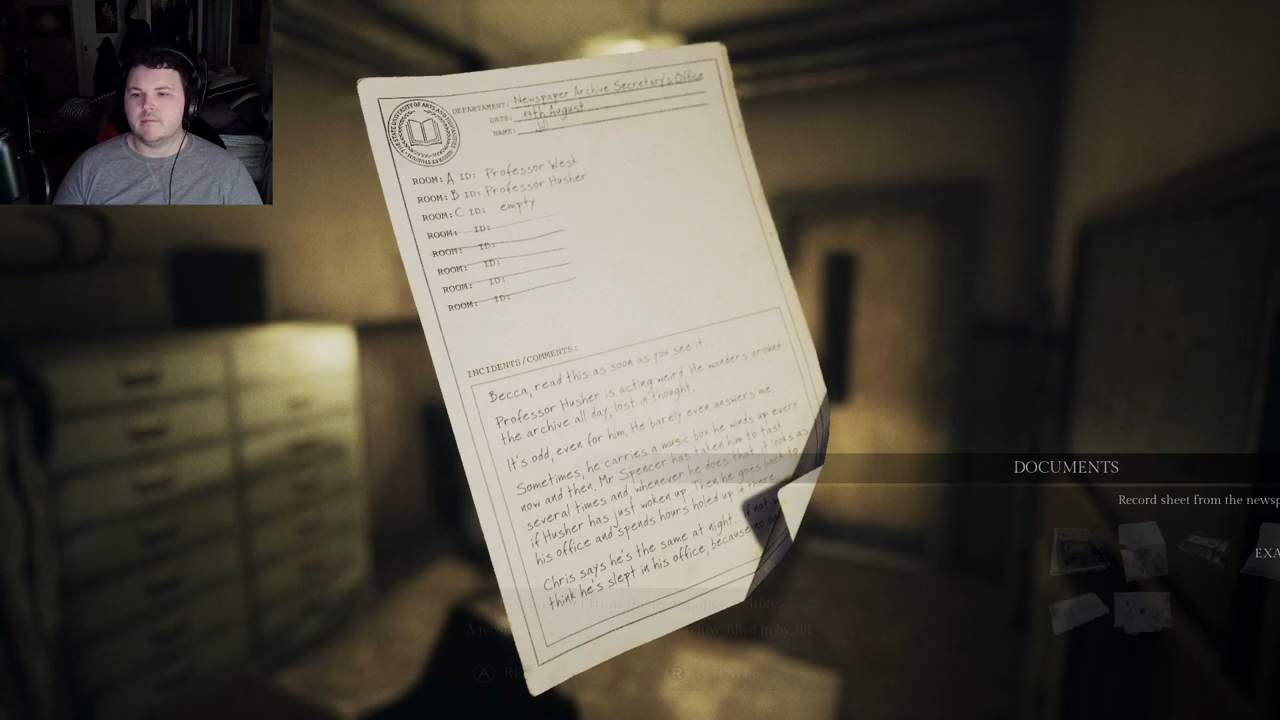 DEPARTAMENT: Newspaper Archive Secretary's Office
DATE: 14th August
NAME: Jill
ROOM: A ID: Professor Wesk
ROOM: B ID: Professor Husher
ROOM: C ID: empty
ROOM: ID:
ROOM: ID:
ROOM: ID:
ROOM: ID:
ROOM: ID:
INCIDENTS/COMMENTS:
Becca, read this as soon as you see it.
Professor Husher is acting weird. He wanders around
the archive all day, lost in thought.
It's odd, even for him. He barely even answers me.
Sometimes, he carries a music box he winds up every
now and then. Mr Spencer has taken him to task
several times and, whenever he does that, it looks as
if Husher has just woken up. Then he goes back to
his office and spends hours holed up in there.
Chris says he's the same at night... if not
think he's slept in his office, because no
DOCUMENTS
Record sheet from the newsp
EXA